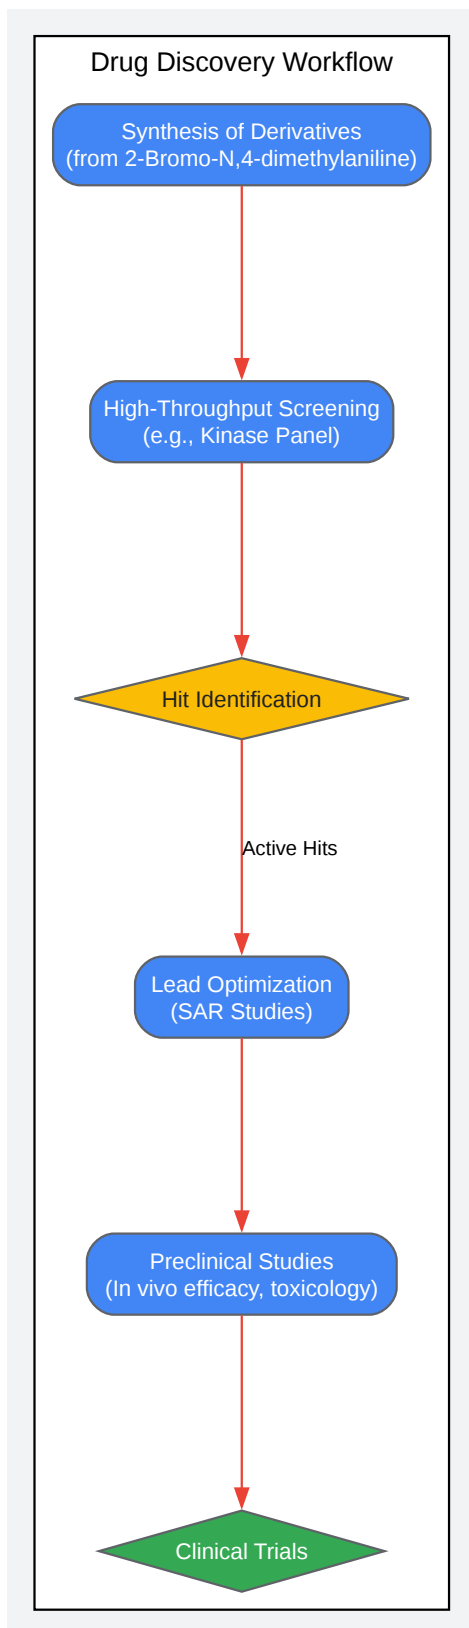 Drug Discovery Workflow
Synthesis of Derivatives
(from 2-Bromo-N,4-dimethylaniline)
High-Throughput Screening
(e.g., Kinase Panel)
Hit Identification
Active Hits
Lead Optimization
(SAR Studies)
Preclinical Studies
(In vivo efficacy, toxicology)
Clinical Trials